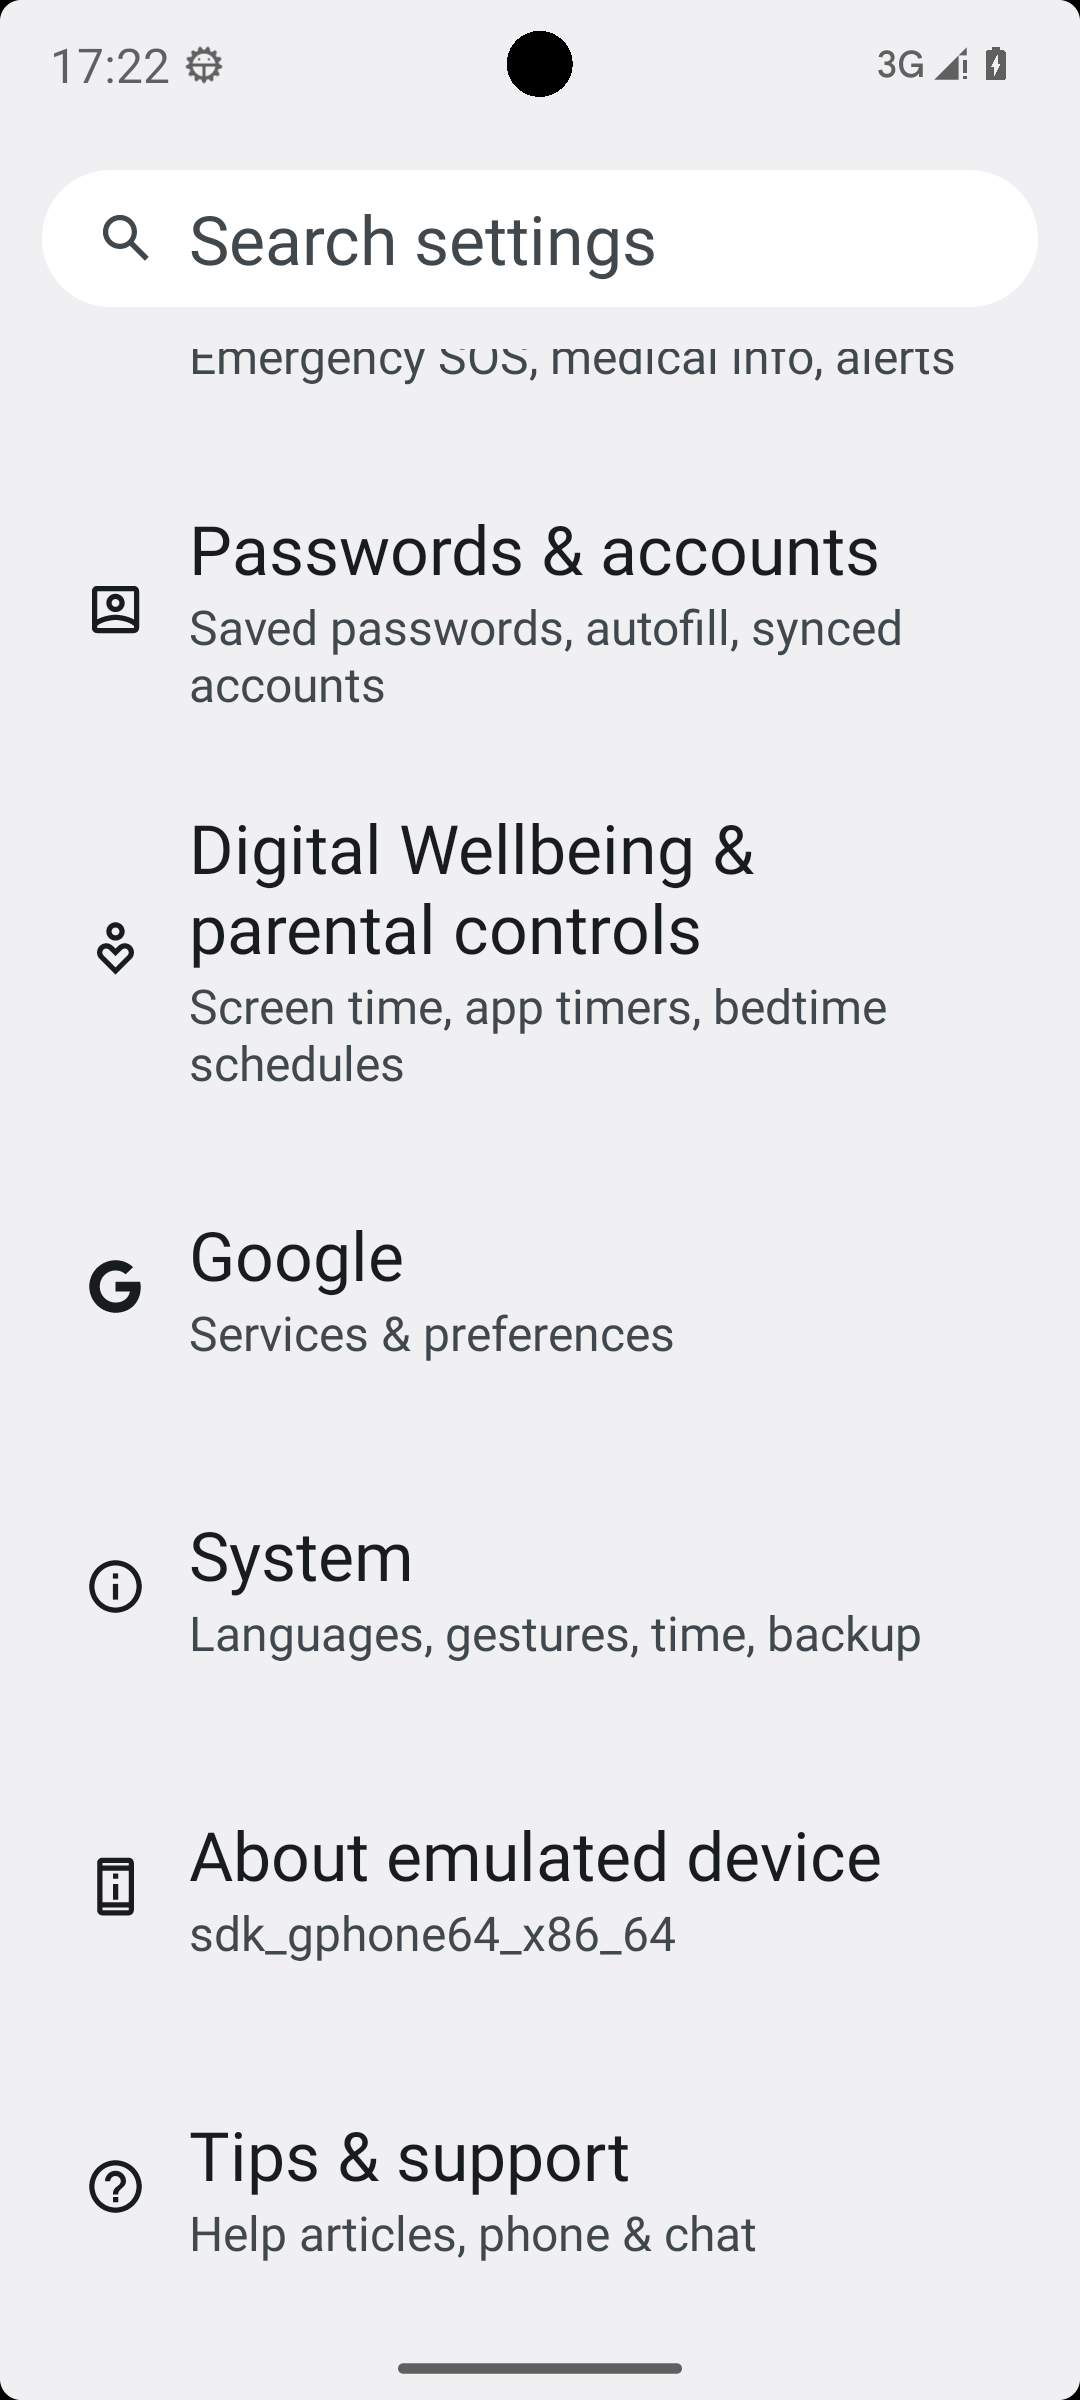 17:22
3G
Search settings
Emergency SOS, medical info, alerts
Passwords & accounts
Saved passwords, autofill, synced
accounts
Digital Wellbeing &
parental controls
Screen time, app timers, bedtime
schedules
Google
Services & preferences
System
Languages, gestures, time, backup
About emulated device
sdk_gphone64_x86_64
Tips & support
Help articles, phone & chat